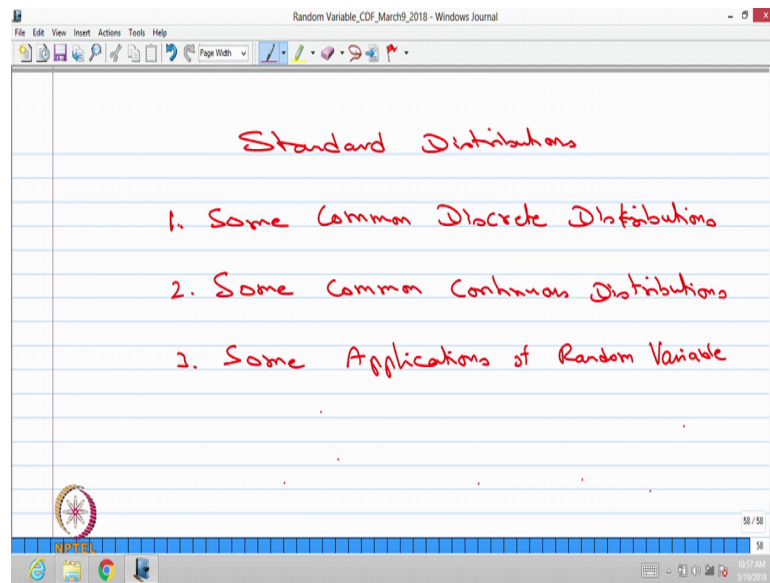 Random Variable_CDF_March9_2018 - Windows Journal
File Edit View Insert Actions Tools Help
Page Width
Standard Distributions
1. Some Common Discrete Distributions
2. Some Common Continuous Distributions
3. Some Applications of Random Variable
58 / 58
NPTEL
58
10:57 AM
3/19/2018